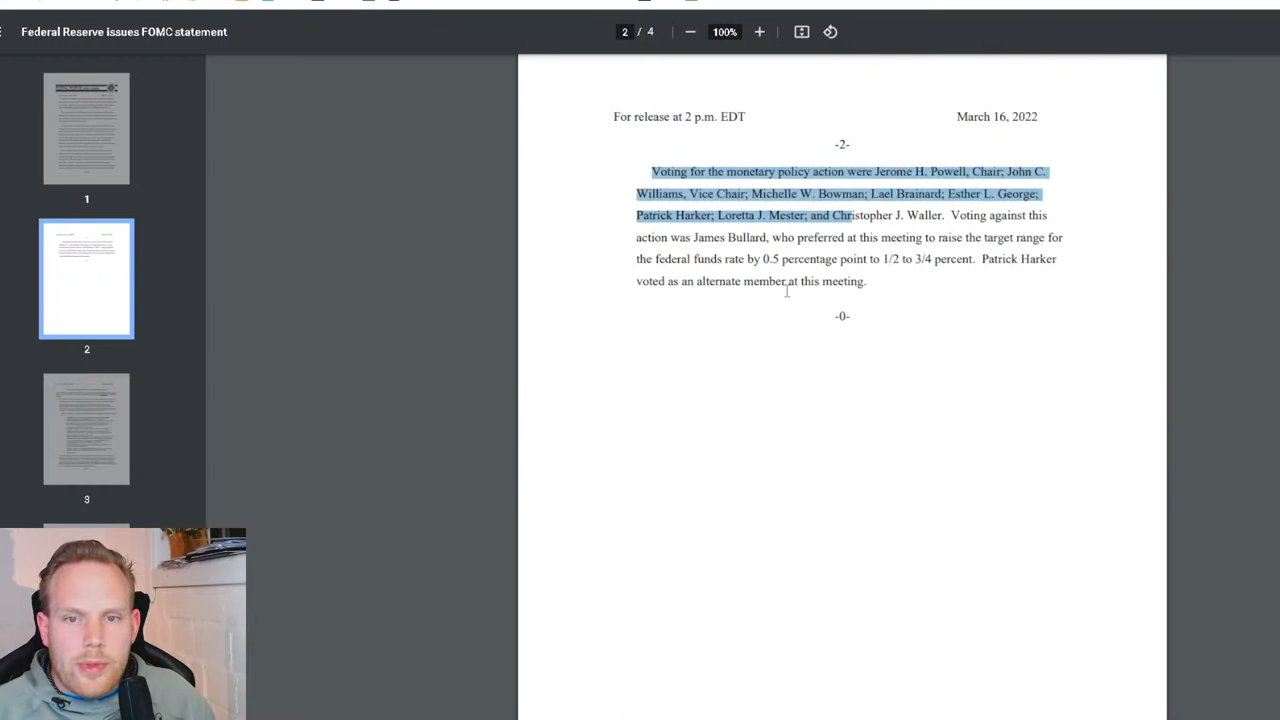 Federal Reserve issues FOMC statement
2 / 4
100%
For release at 2 p.m. EDT March 16, 2022
-2-
Voting for the monetary policy action were Jerome H. Powell, Chair; John C.
Williams, Vice Chair; Michelle W. Bowman; Lael Brainard; Esther L. George;
Patrick Harker; Loretta J. Mester; and Christopher J. Waller. Voting against this
action was James Bullard, who preferred at this meeting to raise the target range for
the federal funds rate by 0.5 percentage point to 1/2 to 3/4 percent. Patrick Harker
voted as an alternate member at this meeting.
-0-
1
2
3